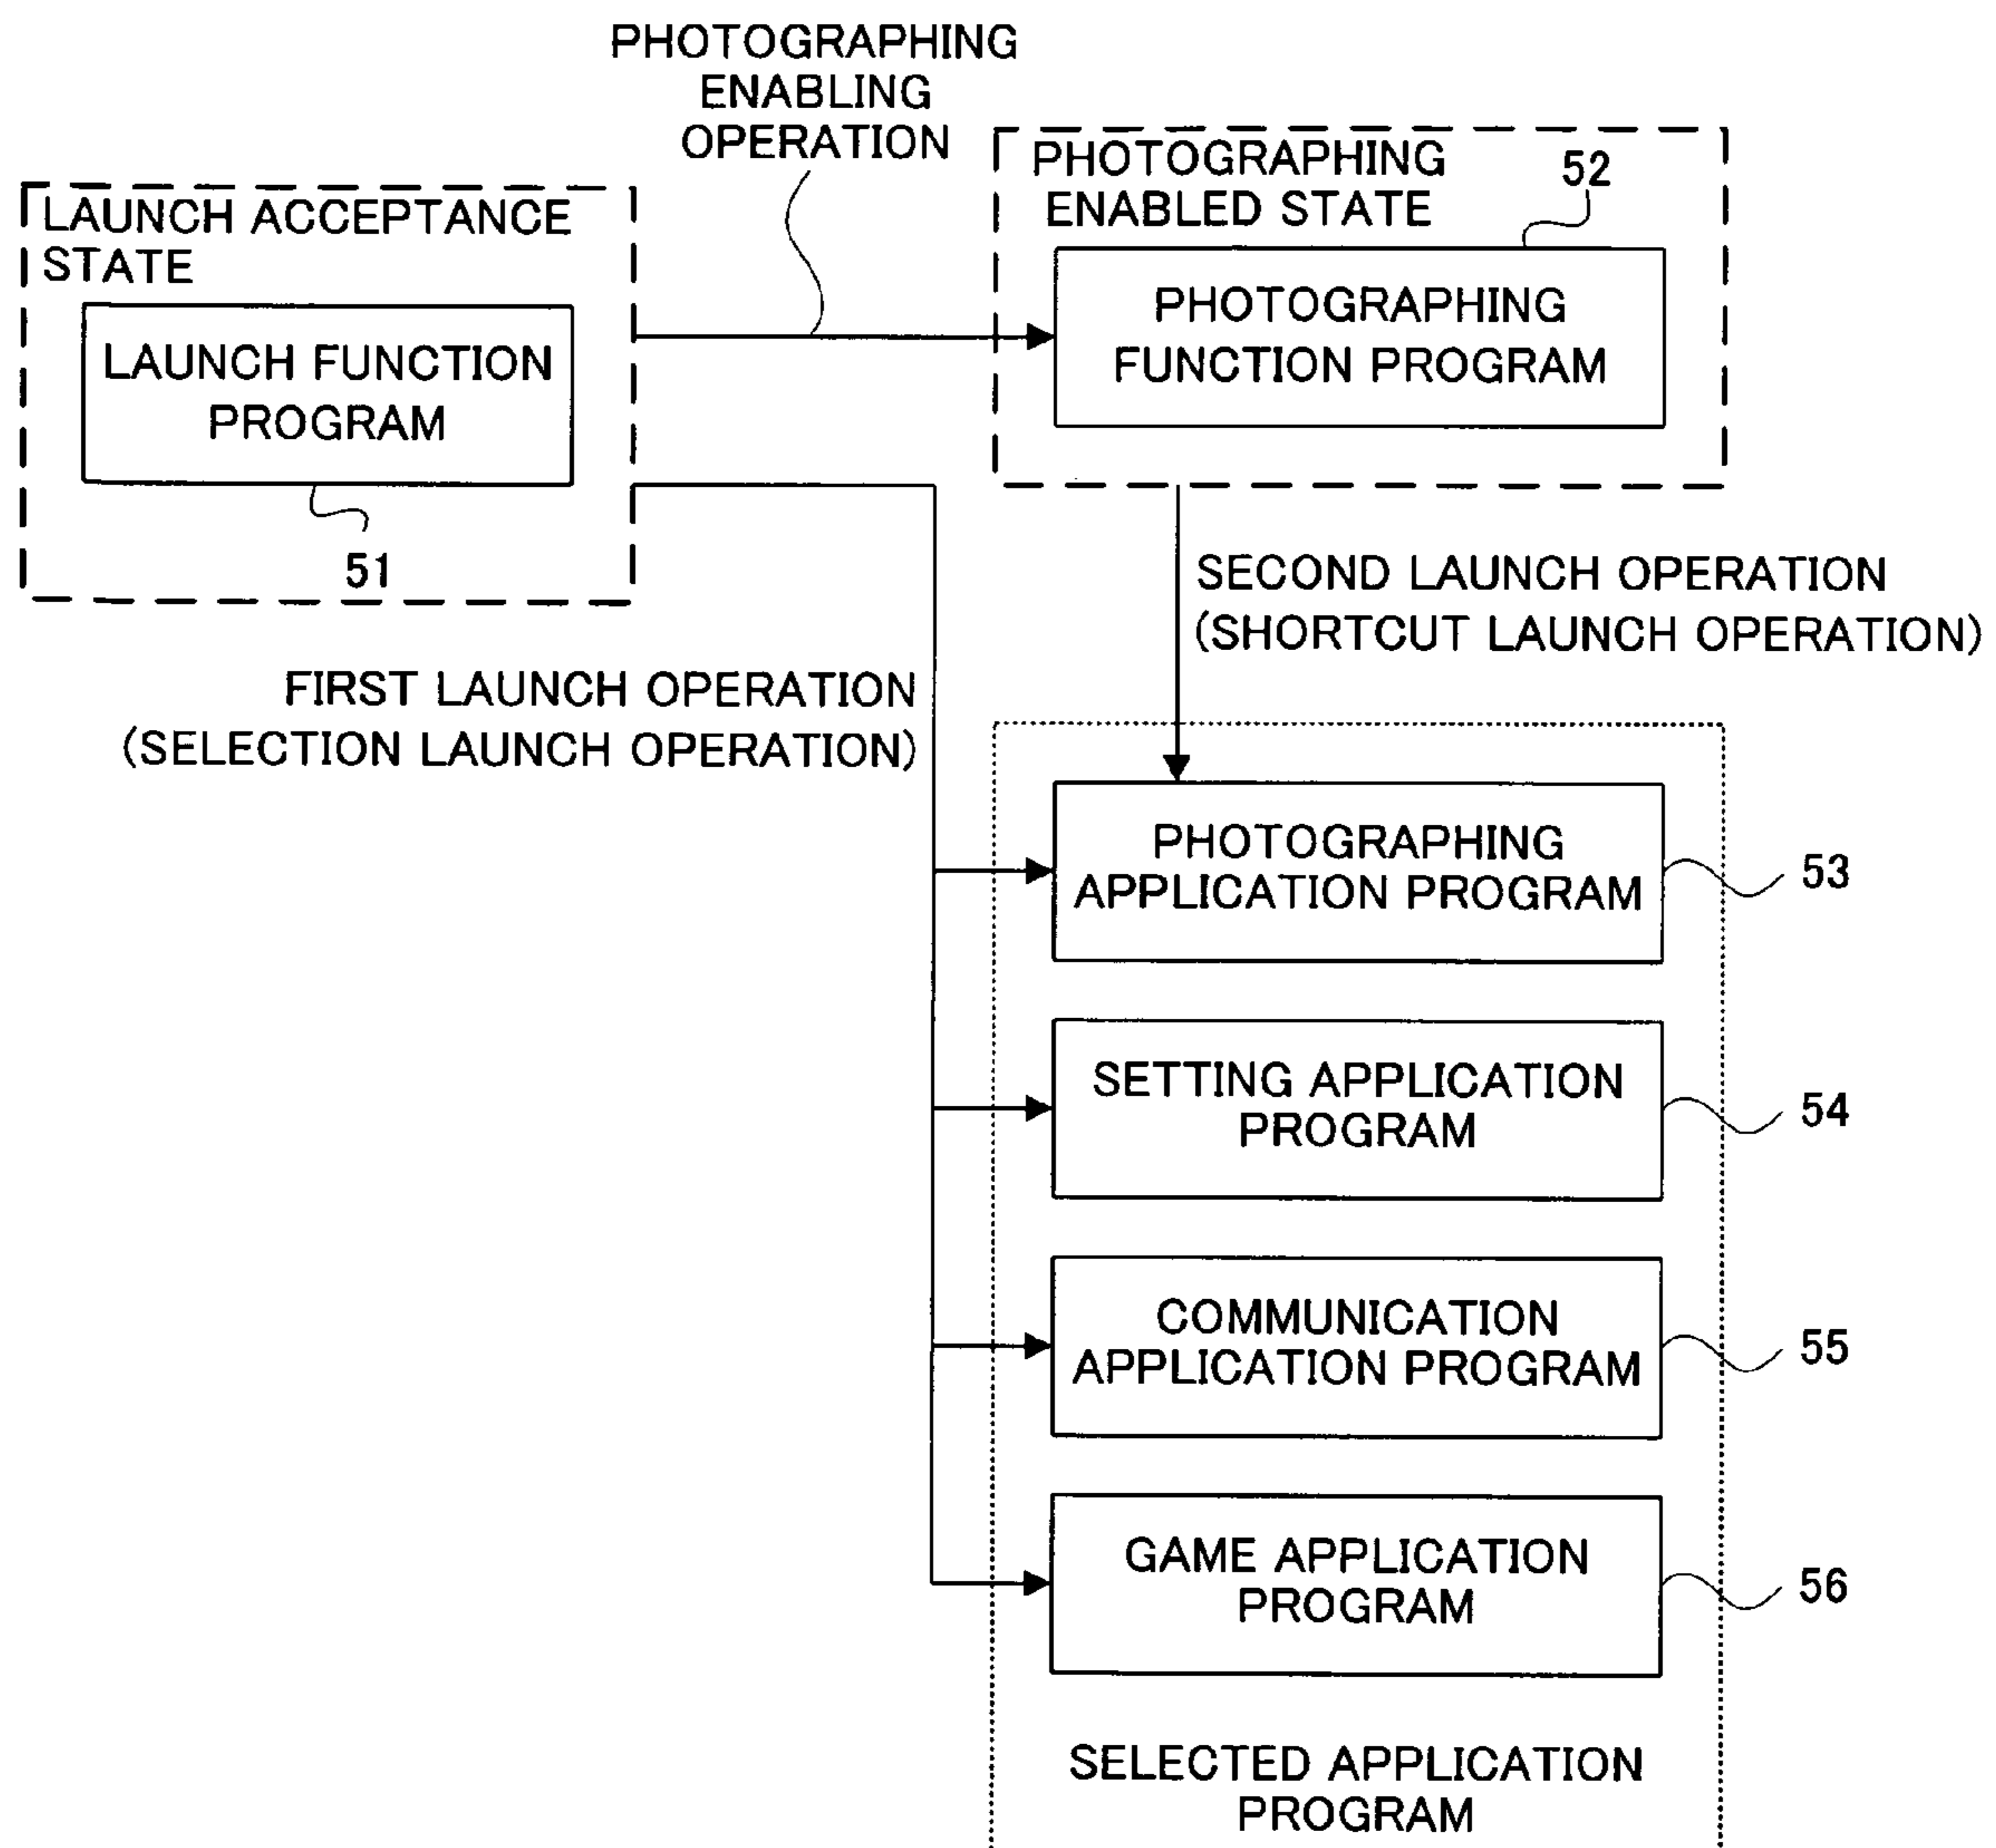 PHOTOGRAPHING
ENABLING
OPERATION
LAUNCH ACCEPTANCE
STATE
LAUNCH FUNCTION
PROGRAM
51
PHOTOGRAPHING
ENABLED STATE
52
PHOTOGRAPHING
FUNCTION PROGRAM
SECOND LAUNCH OPERATION
(SHORTCUT LAUNCH OPERATION)
FIRST LAUNCH OPERATION
(SELECTION LAUNCH OPERATION)
PHOTOGRAPHING
APPLICATION PROGRAM
53
SETTING APPLICATION
PROGRAM
54
COMMUNICATION
APPLICATION PROGRAM
55
GAME APPLICATION
PROGRAM
56
SELECTED APPLICATION
PROGRAM